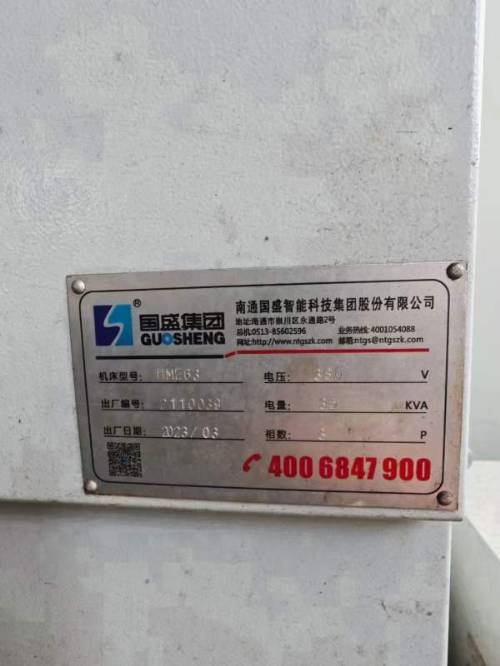 国盛集团 ®
GUOSHENG
南通国盛智能科技集团股份有限公司
地址:南通市崇川区永通路2号
总机:0513-85602596 业务热线:4001054088
网址:http://www.ntgszk.com 邮箱:ntgs@ntgszk.com
机床型号: HME63 电压: 380 V
出厂编号: 2110039 电量: KVA
出厂日期: 2023/03 相数: 3 P
400 6847 900